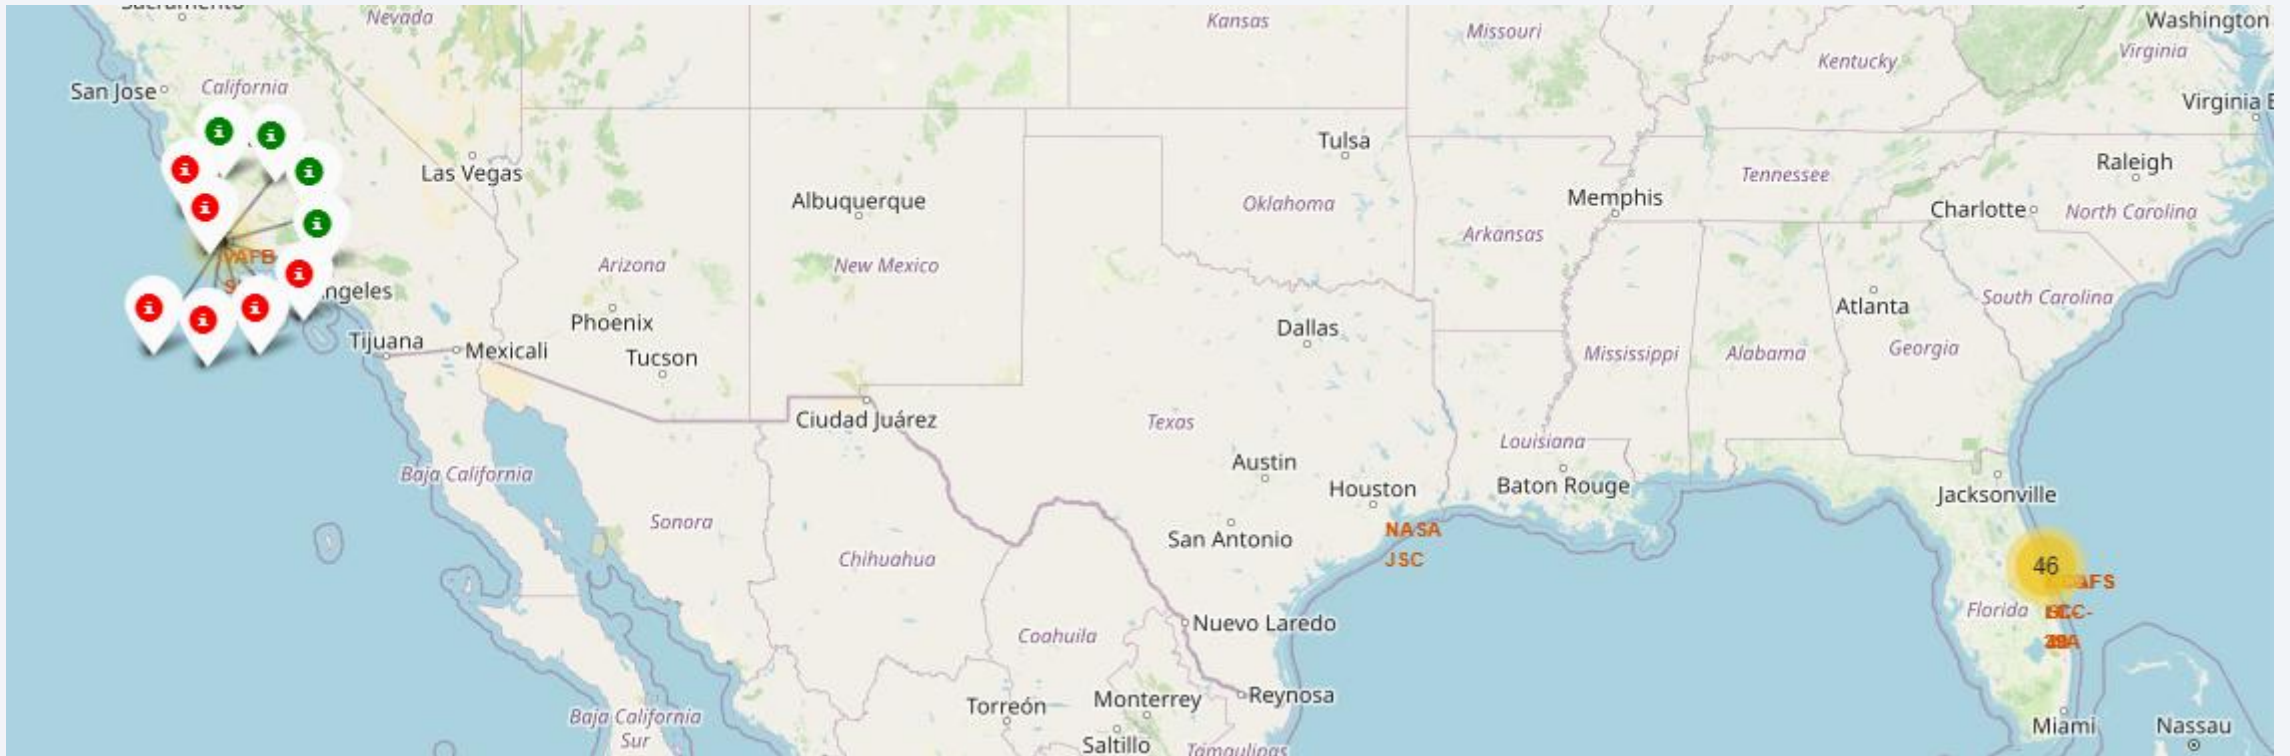 Nevada
Kansas
Missouri
Washington
Virginia
Kentucky
San Jose
California
Virginia
Tulsa
Las Vegas
Raleigh
Tennessee
Albuquerque
Oklahoma
Memphis
Charlotte
North Carolina
Arkansas
Arizona
New Mexico
ngeles
South Carolina
Atlanta
Phoenix
Dallas
Tijuana
Mexicali
Tucson
Mississippi
Alabama
Georgia
Ciudad Juárez
Texas
Louisiana
Austin
Baja California
Houston
Baton Rouge
Jacksonville
Sonora
NASA
JSC
San Antonio
Chihuahua
46
Florida
Nuevo Laredo
Coahuila
Reynosa
Monterrey
Torreón
Baja California
Sur
Miami
Nassau
Saltillo
Tamaulipas